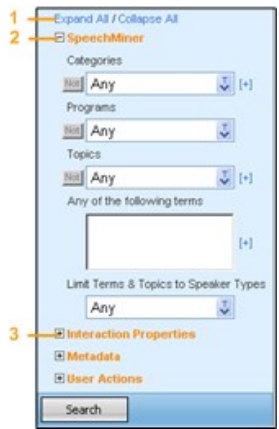 1 Expand All / Collapse All
2 SpeechMiner
Categories
Not Any [+]
Programs
Not Any
Topics
Not Any [+]
Any of the following terms
[+]
Limit Terms & Topics to Speaker Types
Any
3 Interaction Properties
Metadata
User Actions
Search